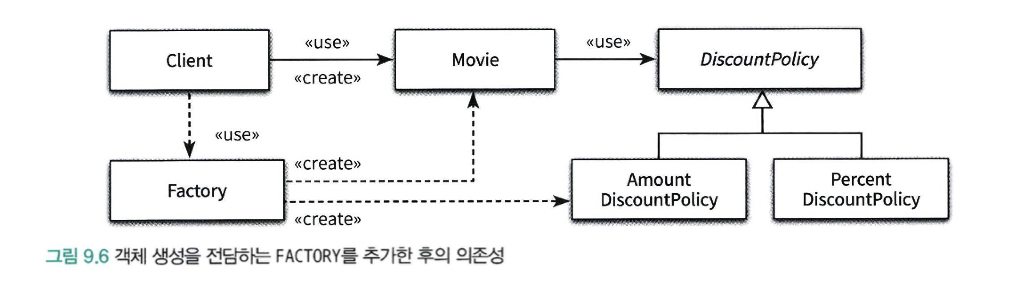 Client
«use»
«create»
Movie
«use»
DiscountPolicy
«use»
Factory
«create»
«create»
Amount
DiscountPolicy
Percent
DiscountPolicy
그림 9.6 객체 생성을 전담하는 FACTORY를 추가한 후의 의존성